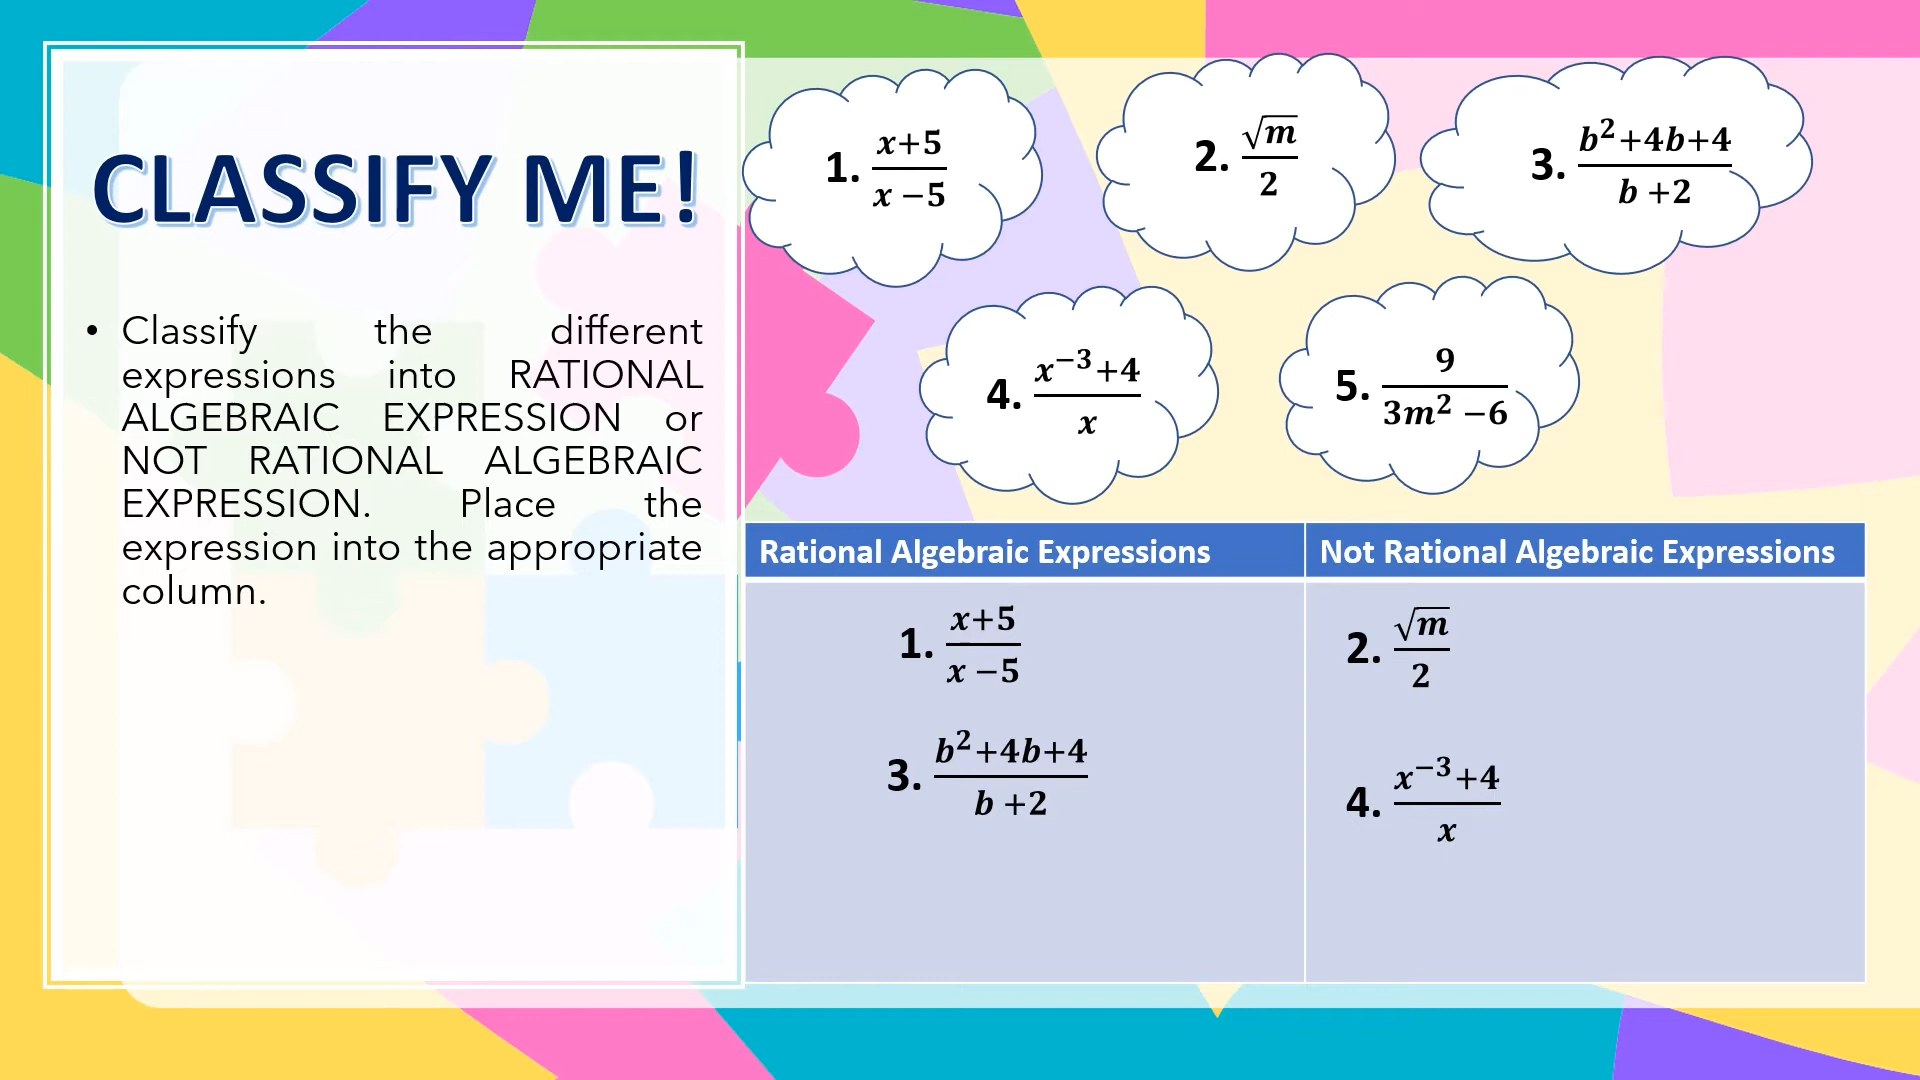 CLASSIFY ME!
• Classify the different
expressions into RATIONAL
ALGEBRAIC EXPRESSION or
NOT RATIONAL ALGEBRAIC
EXPRESSION. Place the
expression into the appropriate
column.
1. (x+5)/(x −5)
2. √m/2
3. (b²+4b+4)/(b +2)
4. (x⁻³+4)/x
5. 9/(3m² −6)
Rational Algebraic Expressions
Not Rational Algebraic Expressions
1. (x+5)/(x −5)
2. √m/2
3. (b²+4b+4)/(b +2)
4. (x⁻³+4)/x